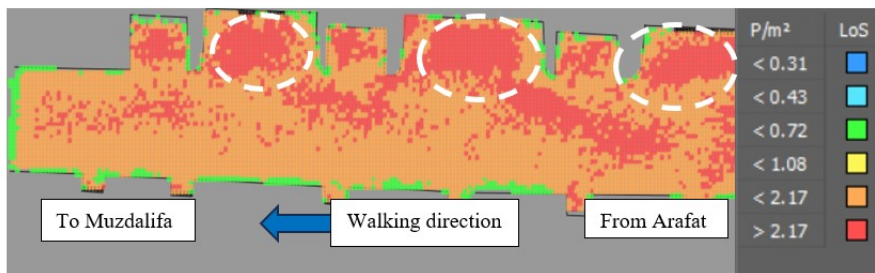 P/m² LoS
< 0.31
< 0.43
< 0.72
< 1.08
< 2.17
> 2.17
To Muzdalifa
Walking direction
From Arafat